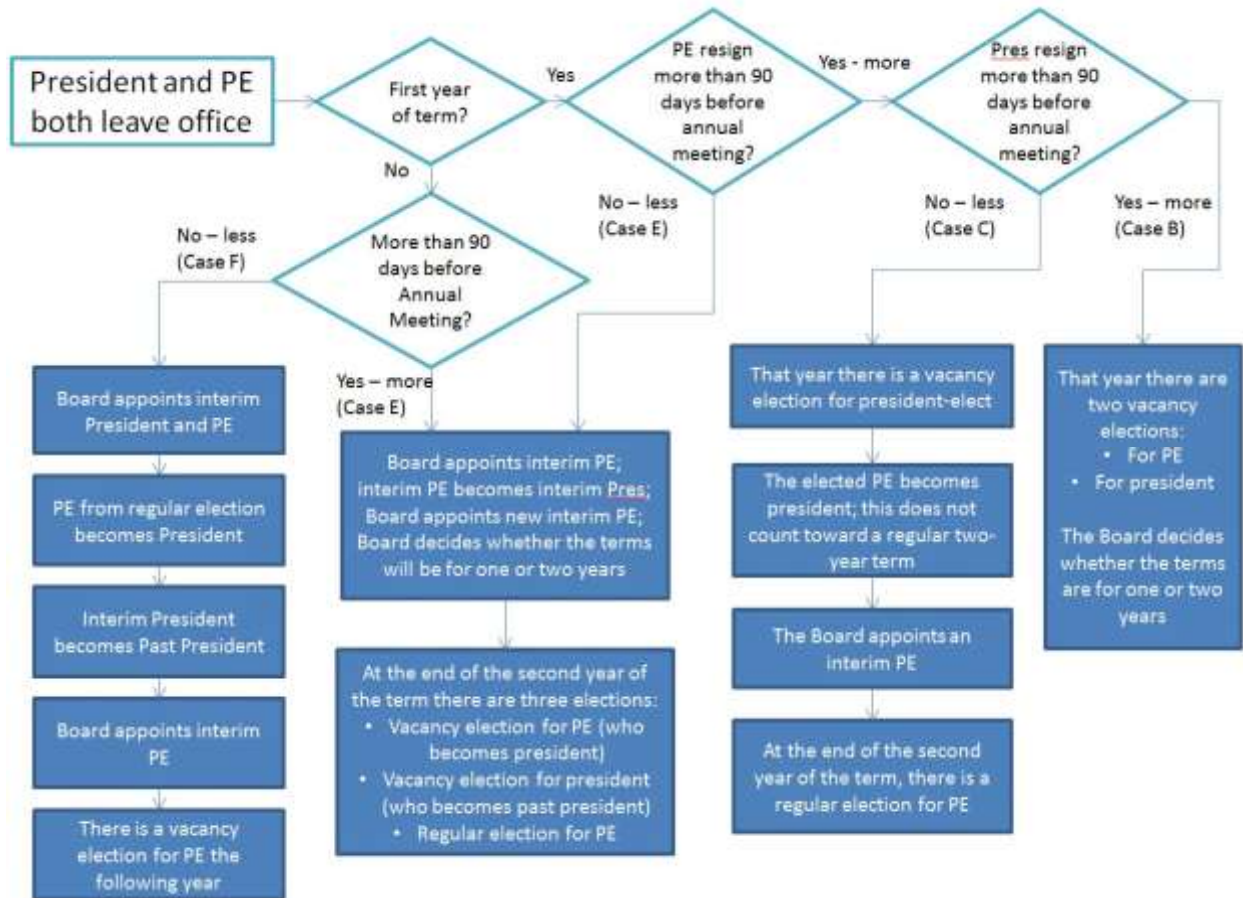 President and PE
both leave office
First year
of term?
Yes
PE resign
more than 90
days before
annual
meeting?
Yes - more
Pres resign
more than 90
days before
annual
meeting?
No
No – less
(Case E)
No – less
(Case C)
Yes – more
(Case B)
No – less
(Case F)
More than 90
days before
Annual
Meeting?
Yes – more
(Case E)
Board appoints interim
President and PE
PE from regular election
becomes President
Interim President
becomes Past President
Board appoints interim
PE
There is a vacancy
election for PE the
following year
Board appoints interim PE;
interim PE becomes interim Pres;
Board appoints new interim PE;
Board decides whether the terms
will be for one or two years
At the end of the second year of
the term there are three elections:
• Vacancy election for PE (who
becomes president)
• Vacancy election for president
(who becomes past president)
• Regular election for PE
That year there is a vacancy
election for president-elect
The elected PE becomes
president; this does not
count toward a regular two-
year term
The Board appoints an
interim PE
At the end of the second
year of the term, there is a
regular election for PE
That year there are
two vacancy
elections:
• For PE
• For president
The Board decides
whether the terms
are for one or two
years